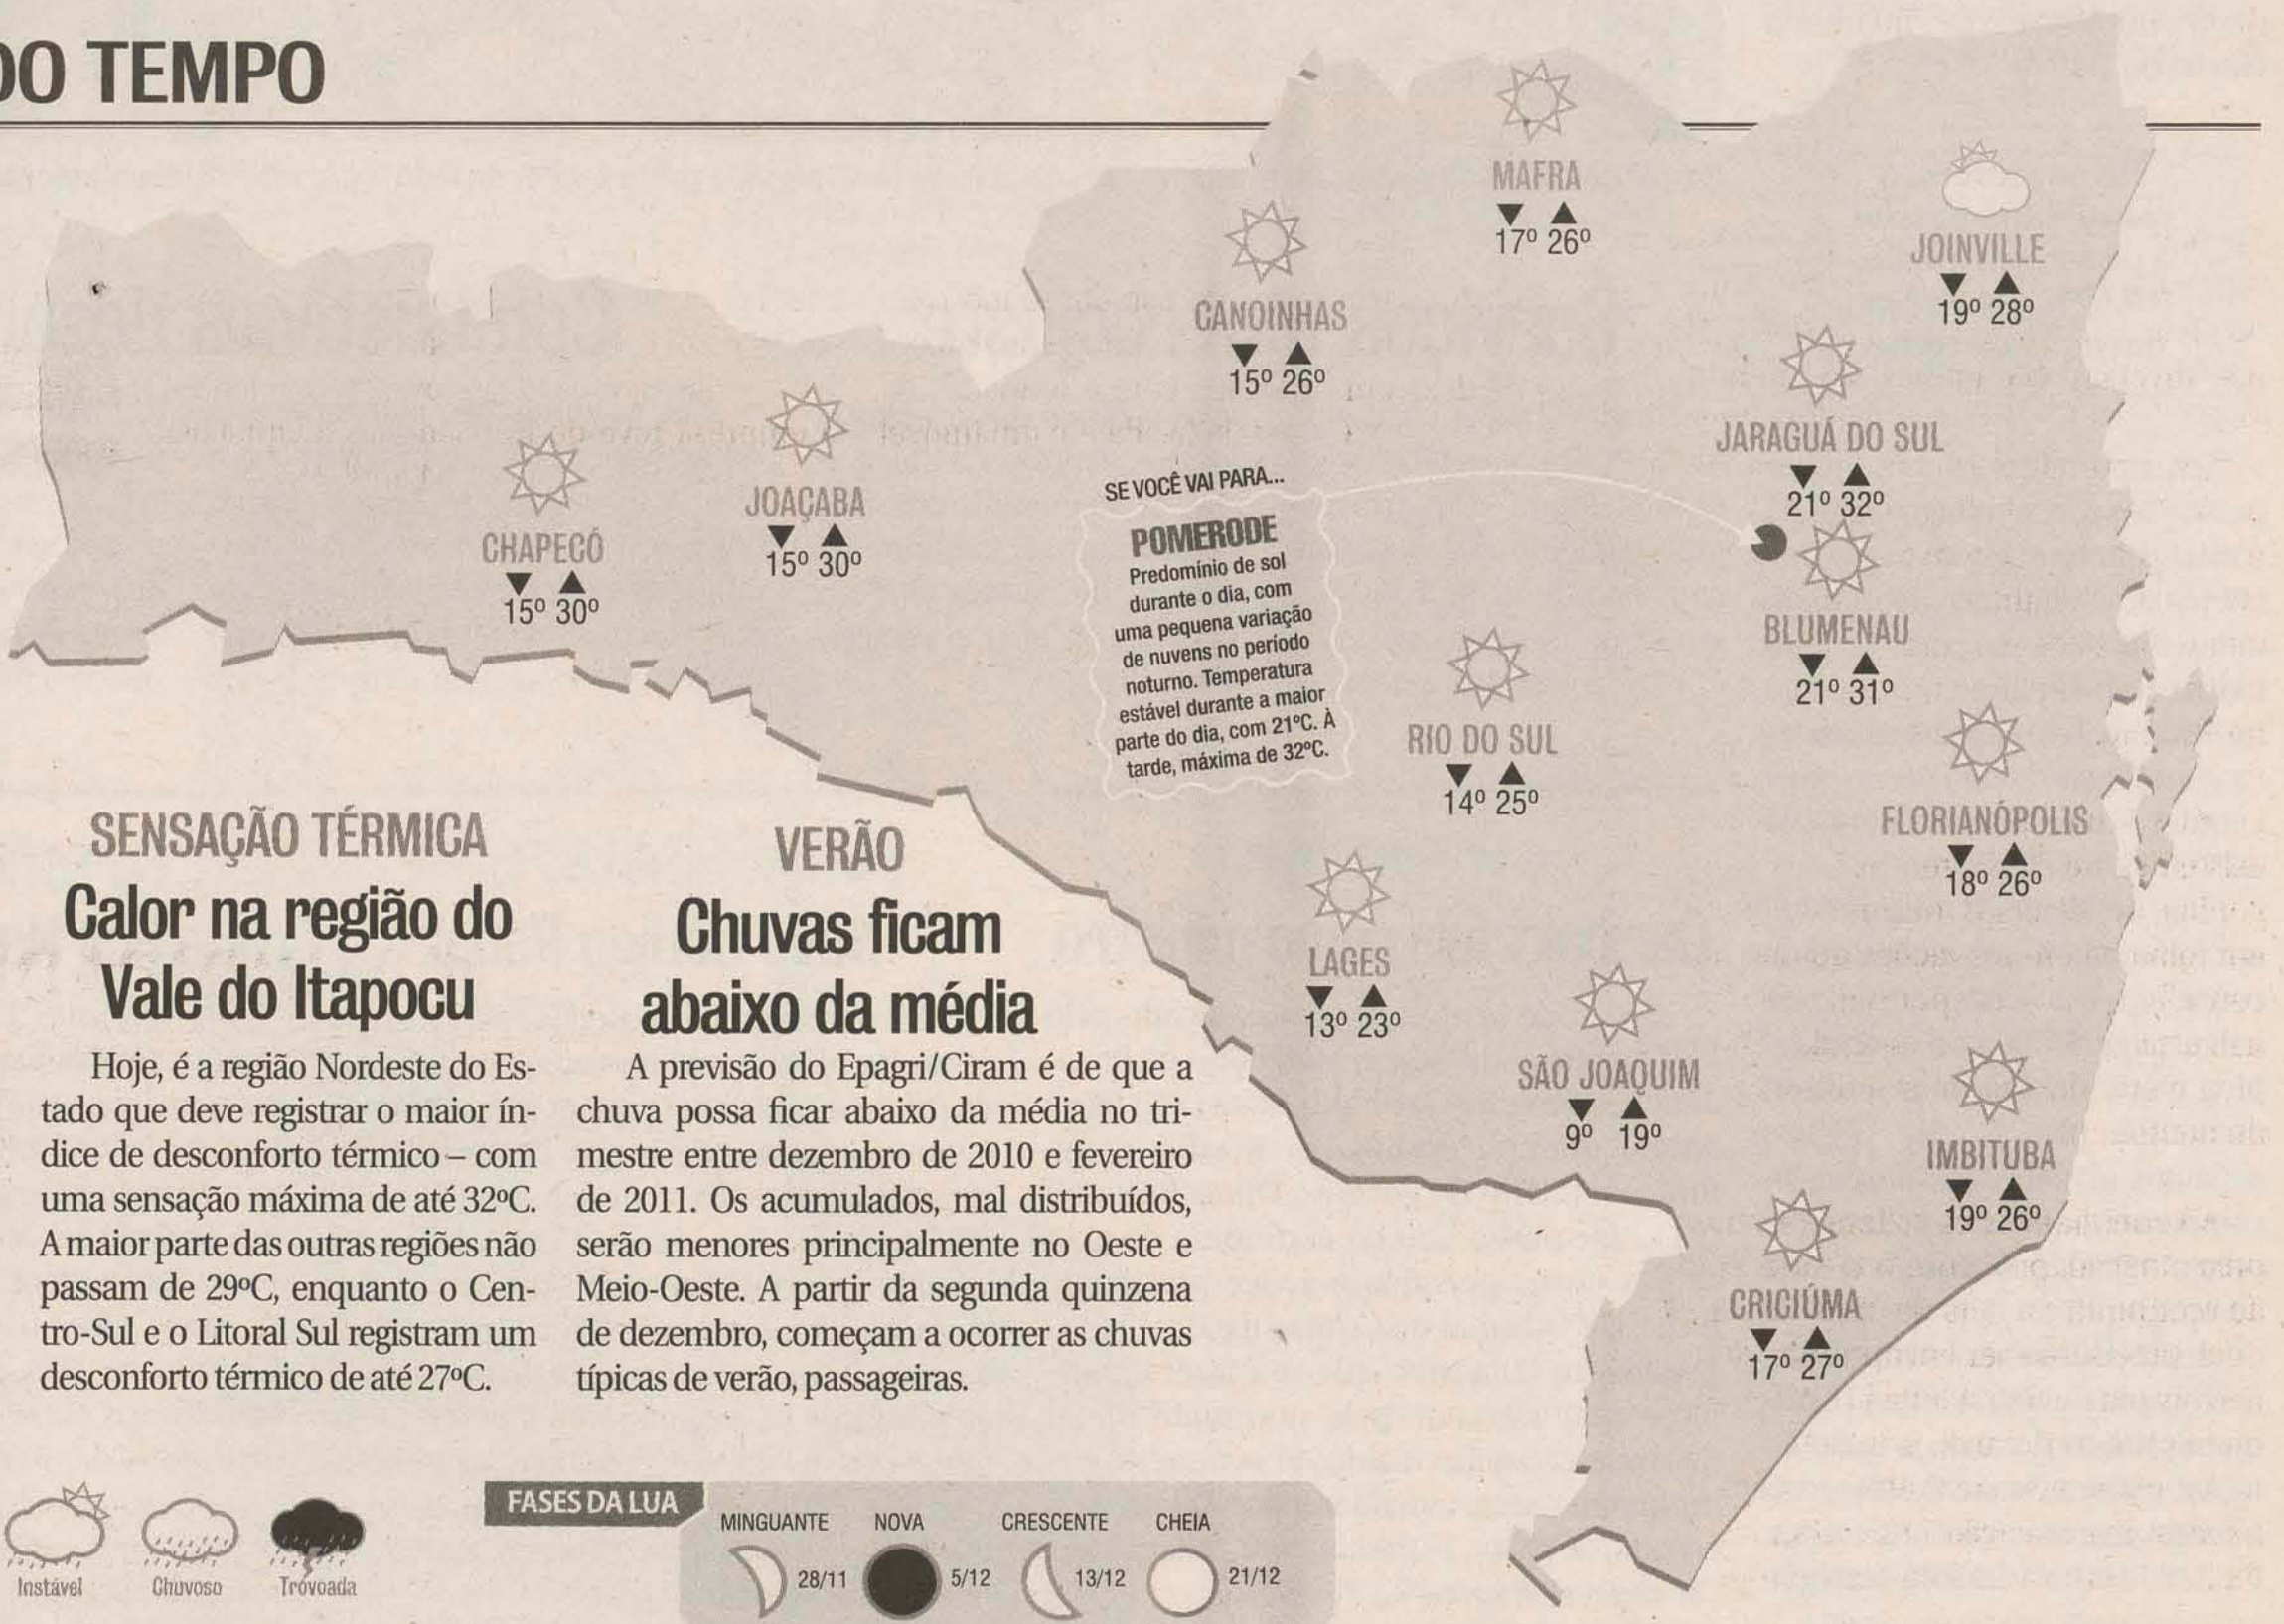 DO TEMPO
MAFRA
17º 26º
JOINVILLE
19º 28º
CANOINHAS
15º 26º
JARAGUÁ DO SUL
21º 32º
JOAÇABA
15º 30º
CHAPECÓ
15º 30º
SE VOCÊ VAI PARA...
POMERODE
Predomínio de sol
durante o dia, com
uma pequena variação
de nuvens no período
noturno. Temperatura
estável durante a maior
parte do dia, com 21ºC. À
tarde, máxima de 32ºC.
BLUMENAU
21º 31º
RIO DO SUL
14º 25º
FLORIANÓPOLIS
18º 26º
LAGES
13º 23º
SÃO JOAQUIM
9º 19º
IMBITUBA
19º 26º
CRICIÚMA
17º 27º
SENSAÇÃO TÉRMICA
Calor na região do
Vale do Itapocu
Hoje, é a região Nordeste do Es-
tado que deve registrar o maior ín-
dice de desconforto térmico – com
uma sensação máxima de até 32ºC.
A maior parte das outras regiões não
passam de 29ºC, enquanto o Cen-
tro-Sul e o Litoral Sul registram um
desconforto térmico de até 27ºC.
VERÃO
Chuvas ficam
abaixo da média
A previsão do Epagri/Ciram é de que a
chuva possa ficar abaixo da média no tri-
mestre entre dezembro de 2010 e fevereiro
de 2011. Os acumulados, mal distribuídos,
serão menores principalmente no Oeste e
Meio-Oeste. A partir da segunda quinzena
de dezembro, começam a ocorrer as chuvas
típicas de verão, passageiras.
Instável Chuvoso Trovoada
FASES DA LUA
MINGUANTE NOVA CRESCENTE CHEIA
28/11 5/12 13/12 21/12